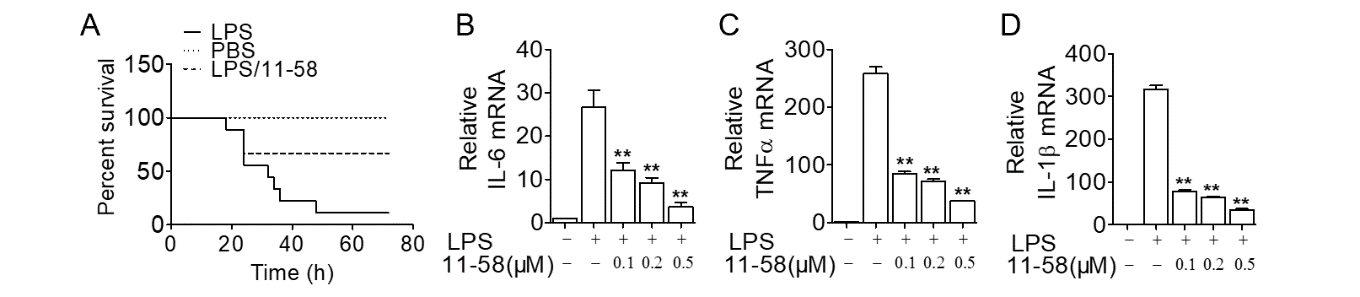 A
LPS
PBS
LPS/11-58
Percent survival
150
100
50
0
0 20 40 60 80
Time (h)
B
Relative
IL-6 mRNA
40
30
20
10
0
** ** **
LPS − + + + +
11-58(μM) − − 0.1 0.2 0.5
C
Relative
TNFα mRNA
300
200
100
0
** ** **
LPS − + + + +
11-58(μM) − − 0.1 0.2 0.5
D
Relative
IL-1β mRNA
400
300
200
100
0
** ** **
LPS − + + + +
11-58(μM) − − 0.1 0.2 0.5